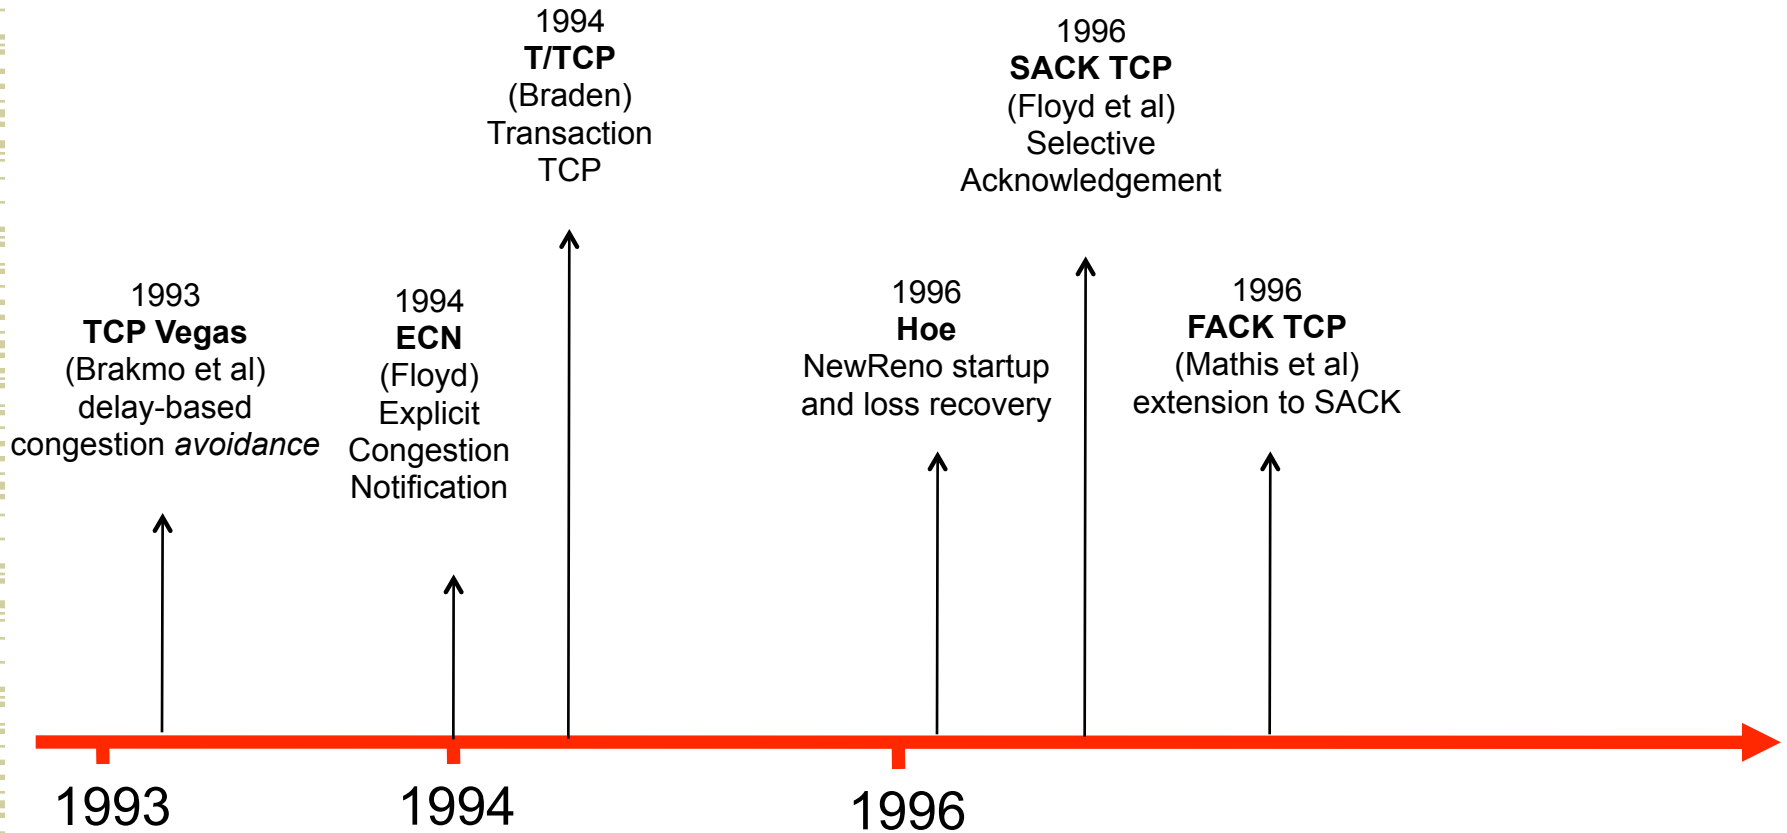 1993
TCP Vegas
(Brakmo et al)
delay-based
congestion avoidance
1994
ECN
(Floyd)
Explicit
Congestion
Notification
1994
T/TCP
(Braden)
Transaction
TCP
1996
Hoe
NewReno startup
and loss recovery
1996
SACK TCP
(Floyd et al)
Selective
Acknowledgement
1996
FACK TCP
(Mathis et al)
extension to SACK
1993
1994
1996